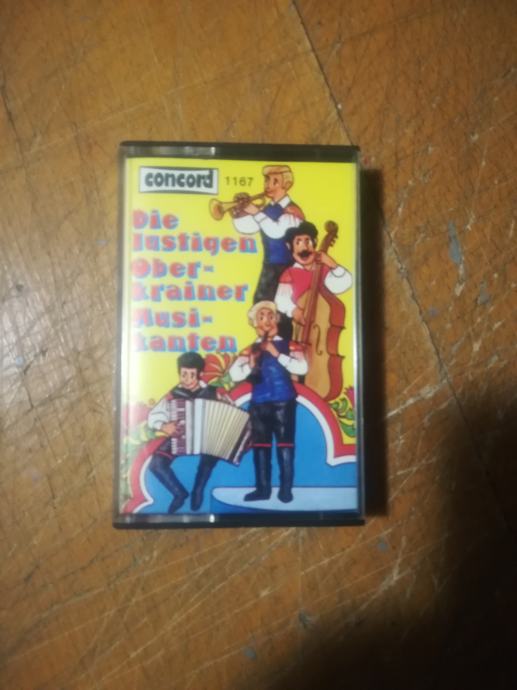 concord 1167
Die
lustigen
Ober-
krainer
Musi-
kanten